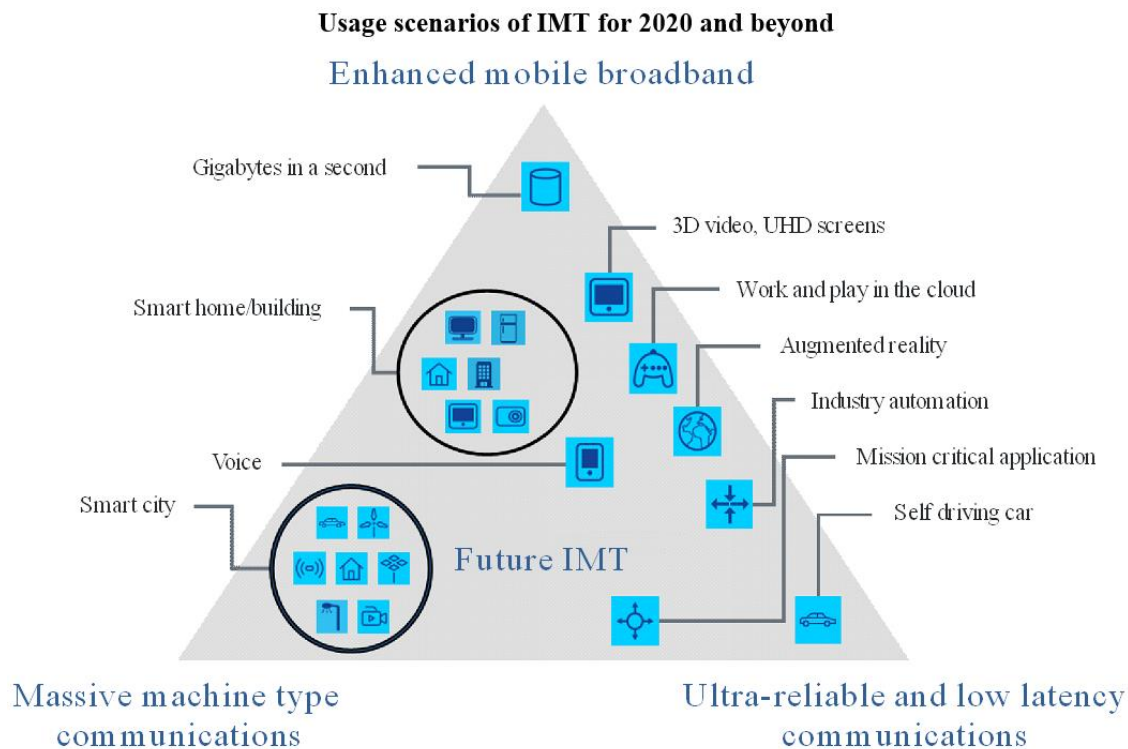 Usage scenarios of IMT for 2020 and beyond
Enhanced mobile broadband
Gigabytes in a second
3D video, UHD screens
Smart home/building
Work and play in the cloud
Augmented reality
Industry automation
Voice
Mission critical application
Smart city
Self driving car
Future IMT
Massive machine type
communications
Ultra-reliable and low latency
communications